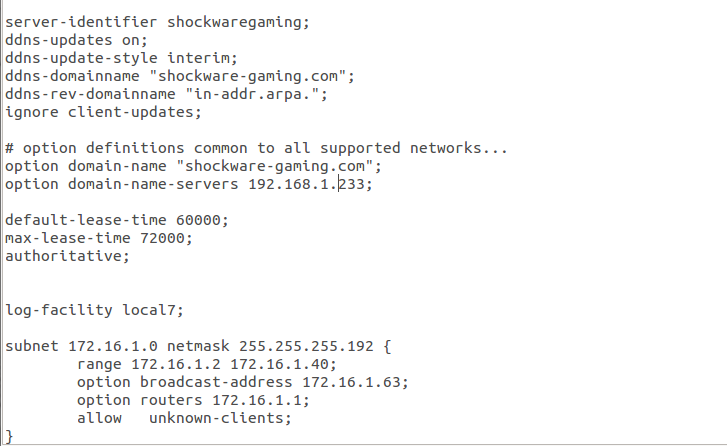 server-identifier shockwaregaming;
ddns-updates on;
ddns-update-style interim;
ddns-domainname "shockware-gaming.com";
ddns-rev-domainname "in-addr.arpa.";
ignore client-updates;
# option definitions common to all supported networks...
option domain-name "shockware-gaming.com";
option domain-name-servers 192.168.1.233;
default-lease-time 60000;
max-lease-time 72000;
authoritative;
log-facility local7;
subnet 172.16.1.0 netmask 255.255.255.192 {
        range 172.16.1.2 172.16.1.40;
        option broadcast-address 172.16.1.63;
        option routers 172.16.1.1;
        allow   unknown-clients;
}